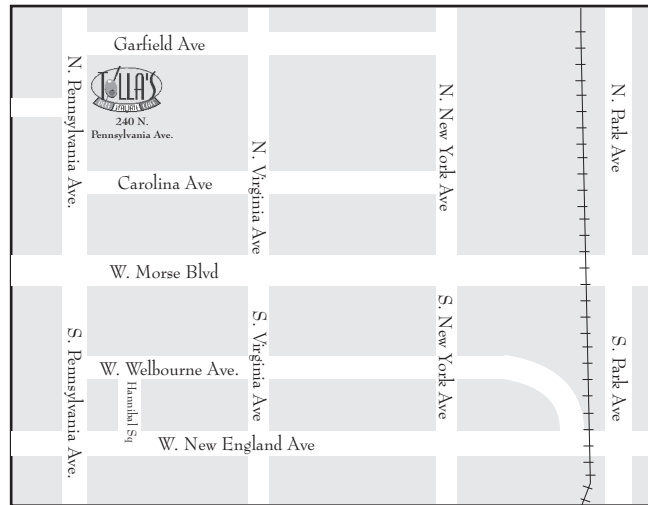 Garfield Ave
N. Pennsylvania Ave.
TOLLA'S
240 N.
Pennsylvania Ave.
N. Virginia Ave
N. New York Ave
N. Park Ave
Carolina Ave
W. Morse Blvd
S. Pennsylvania Ave.
S. Virginia Ave
S. New York Ave
S. Park Ave
W. Welbourne Ave.
Hannibal Sq
W. New England Ave